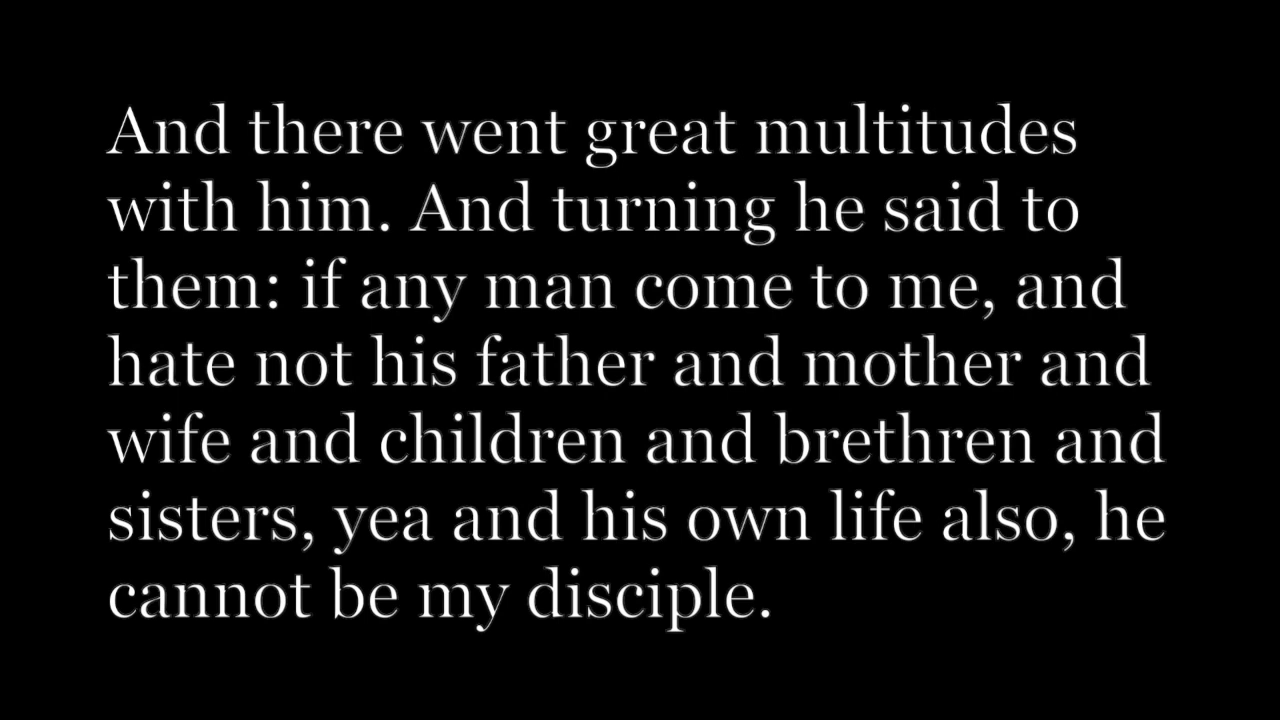 And there went great multitudes
with him. And turning he said to
them: if any man come to me, and
hate not his father and mother and
wife and children and brethren and
sisters, yea and his own life also, he
cannot be my disciple.